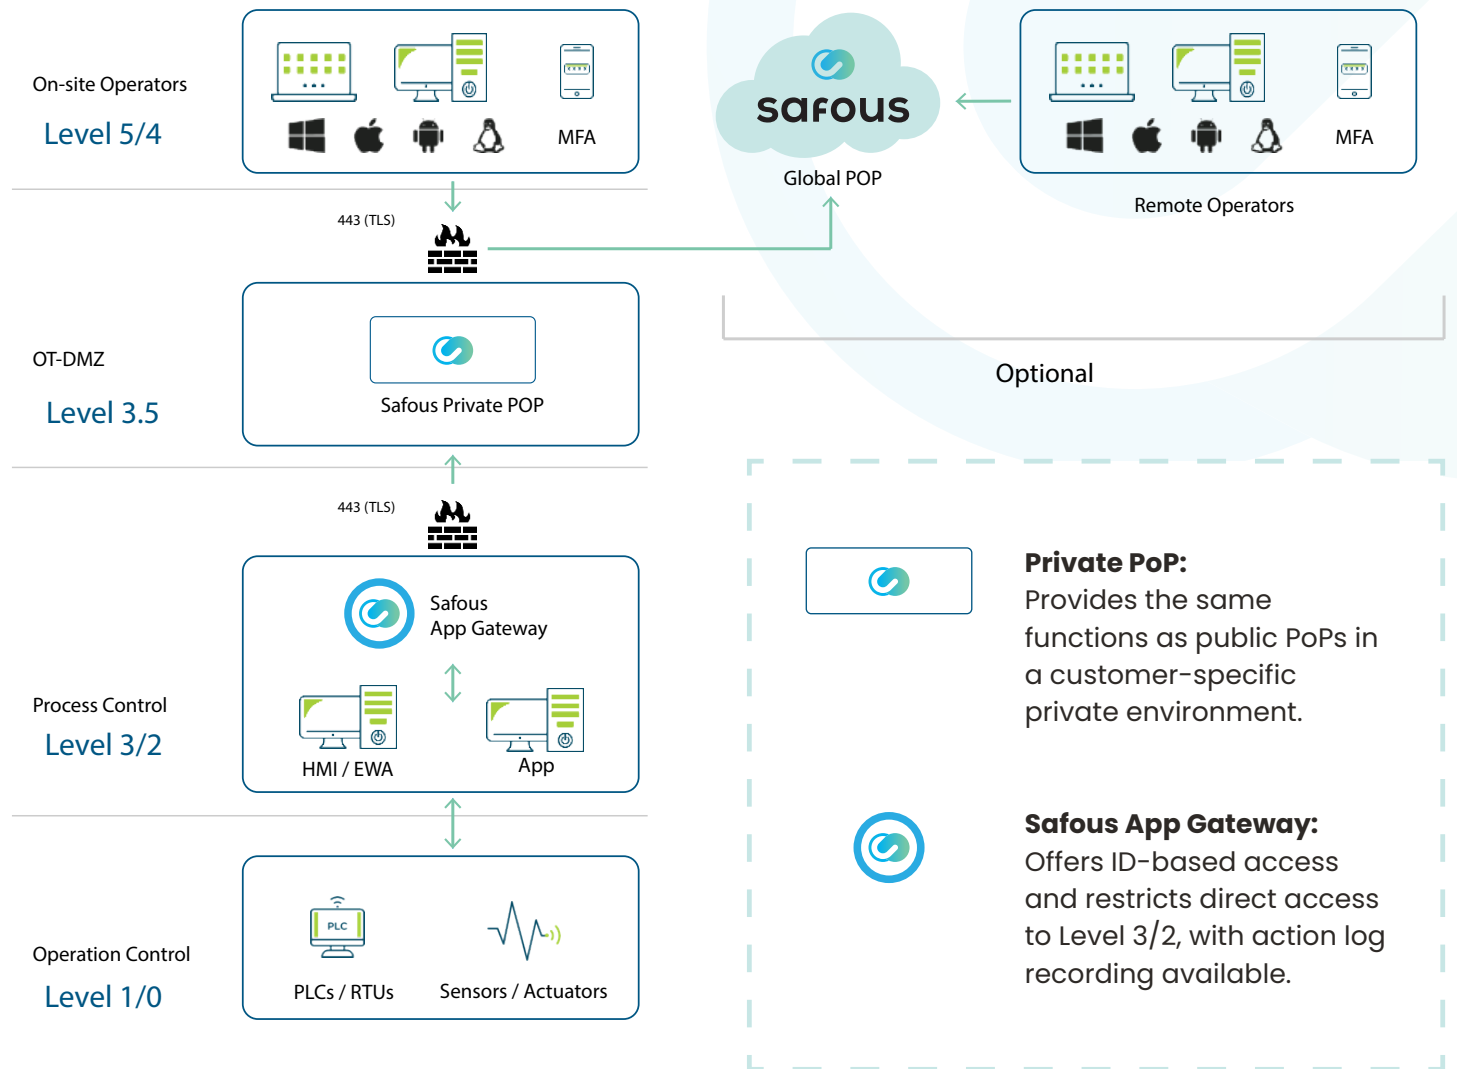 On-site Operators
Level 5/4
MFA
443 (TLS)
safous
Global POP
MFA
Remote Operators
Optional
OT-DMZ
Level 3.5
Safous Private POP
443 (TLS)
Process Control
Level 3/2
Safous
App Gateway
HMI / EWA
App
Operation Control
Level 1/0
PLC
PLCs / RTUs
Sensors / Actuators
Private PoP:
Provides the same
functions as public PoPs in
a customer-specific
private environment.
Safous App Gateway:
Offers ID-based access
and restricts direct access
to Level 3/2, with action log
recording available.